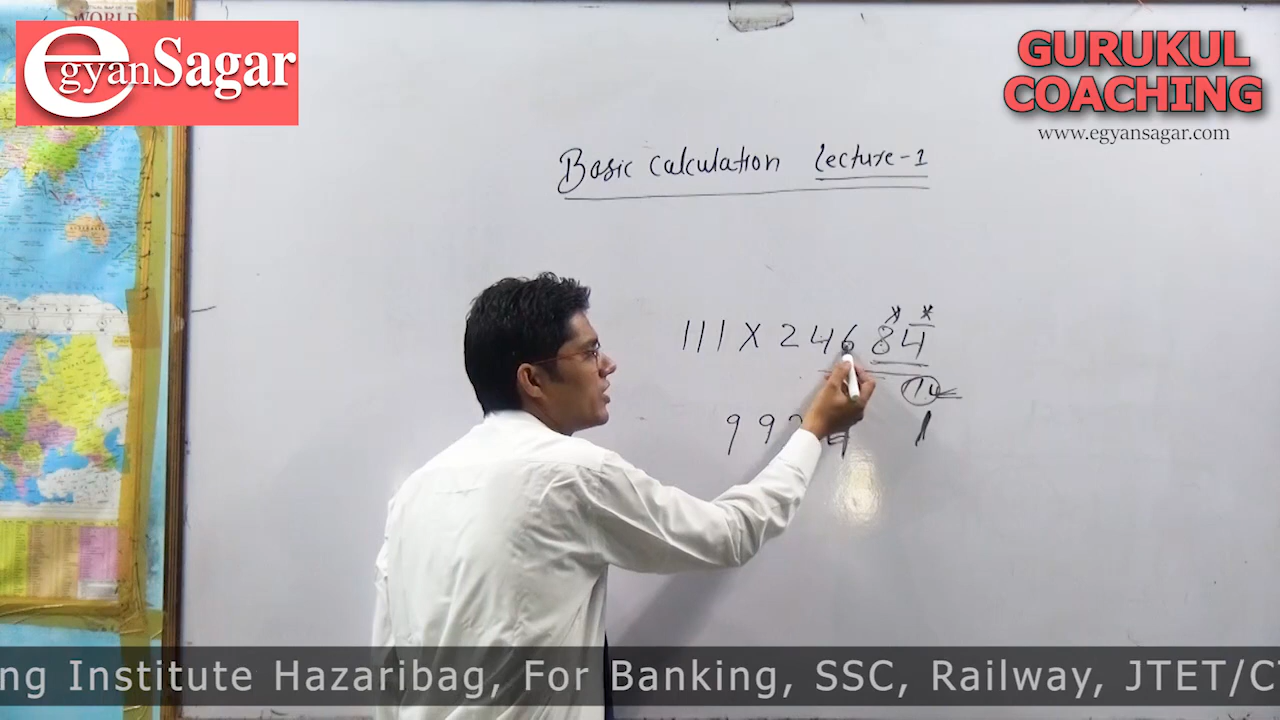 WORLD
egyanSagar
GURUKUL
COACHING
www.egyansagar.com
Basic Calculation Lecture-1
111 X 24684
14
99
1
ng Institute Hazaribag, For Banking, SSC, Railway, JTET/CT